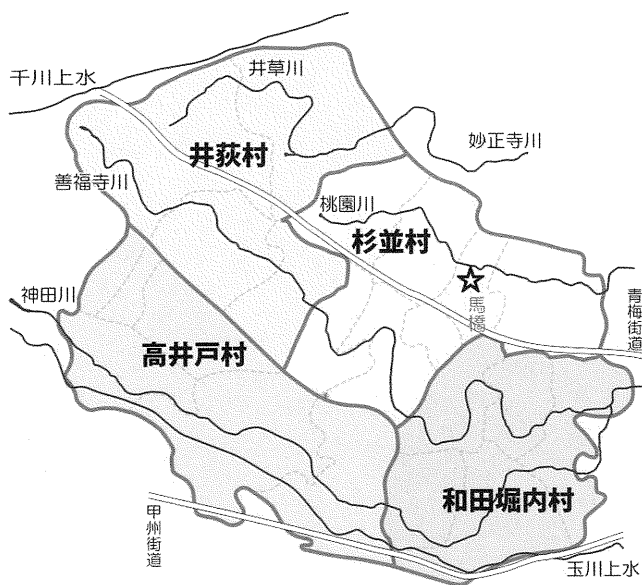 千川上水
井草川
妙正寺川
井荻村
善福寺川
桃園川
杉並村
神田川
馬橋
青梅街道
高井戸村
和田堀内村
甲州街道
玉川上水